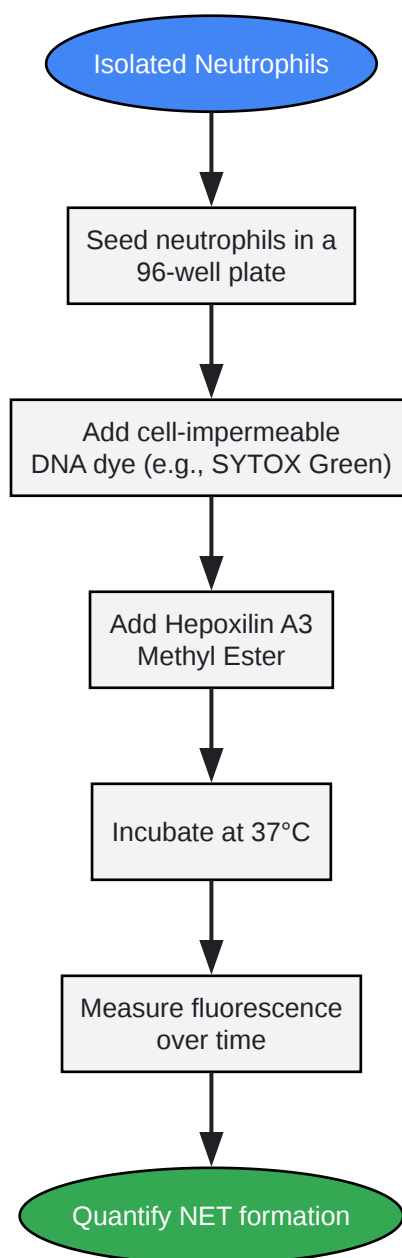 Isolated Neutrophils
Seed neutrophils in a
96-well plate
Add cell-impermeable
DNA dye (e.g., SYTOX Green)
Add Hepoxilin A3
Methyl Ester
Incubate at 37°C
Measure fluorescence
over time
Quantify NET formation